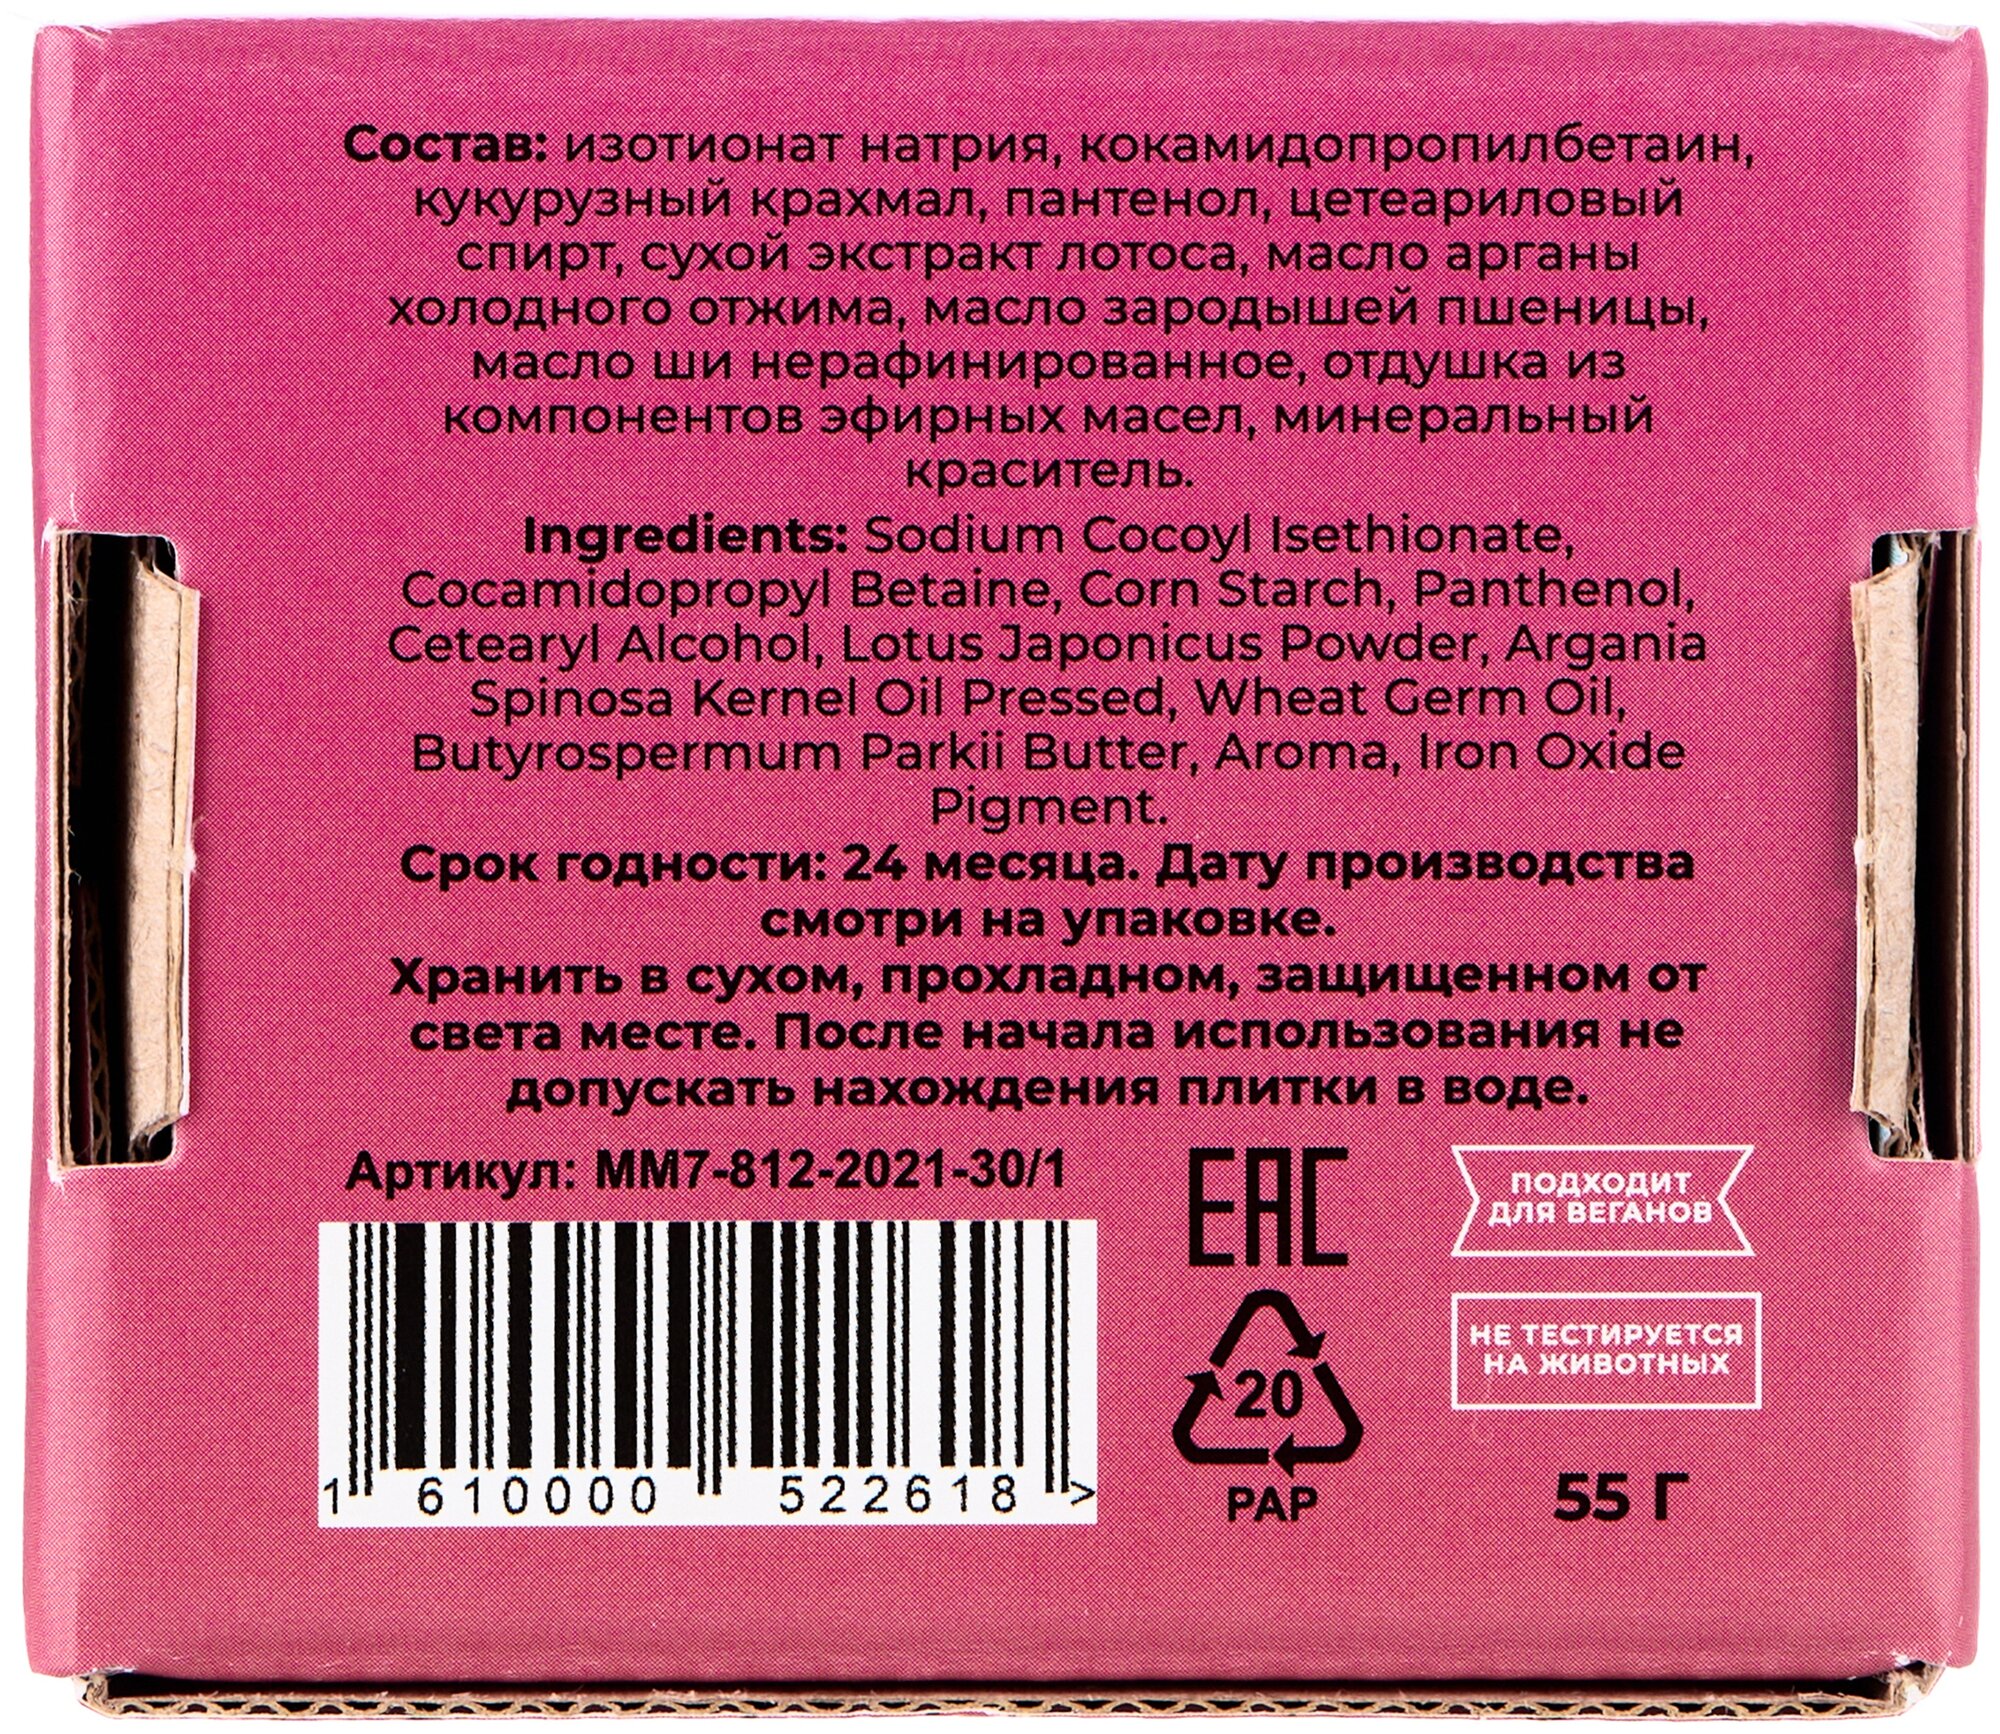 Состав: изотионат натрия, кокамидопропилбетаин,
кукурузный крахмал, пантенол, цетеариловый
спирт, сухой экстракт лотоса, масло арганы
холодного отжима, масло зародышей пшеницы,
масло ши нерафинированное, отдушка из
компонентов эфирных масел, минеральный
краситель.
Ingredients: Sodium Cocoyl Isethionate,
Cocamidopropyl Betaine, Corn Starch, Panthenol,
Cetearyl Alcohol, Lotus Japonicus Powder, Argania
Spinosa Kernel Oil Pressed, Wheat Germ Oil,
Butyrospermum Parkii Butter, Aroma, Iron Oxide
Pigment.
Срок годности: 24 месяца. Дату производства
смотри на упаковке.
Хранить в сухом, прохладном, защищенном от
света месте. После начала использования не
допускать нахождения плитки в воде.
Артикул: ММ7-812-2021-30/1
1 610000 522618 >
EAC
20
PAP
ПОДХОДИТ
ДЛЯ ВЕГАНОВ
НЕ ТЕСТИРУЕТСЯ
НА ЖИВОТНЫХ
55 Г